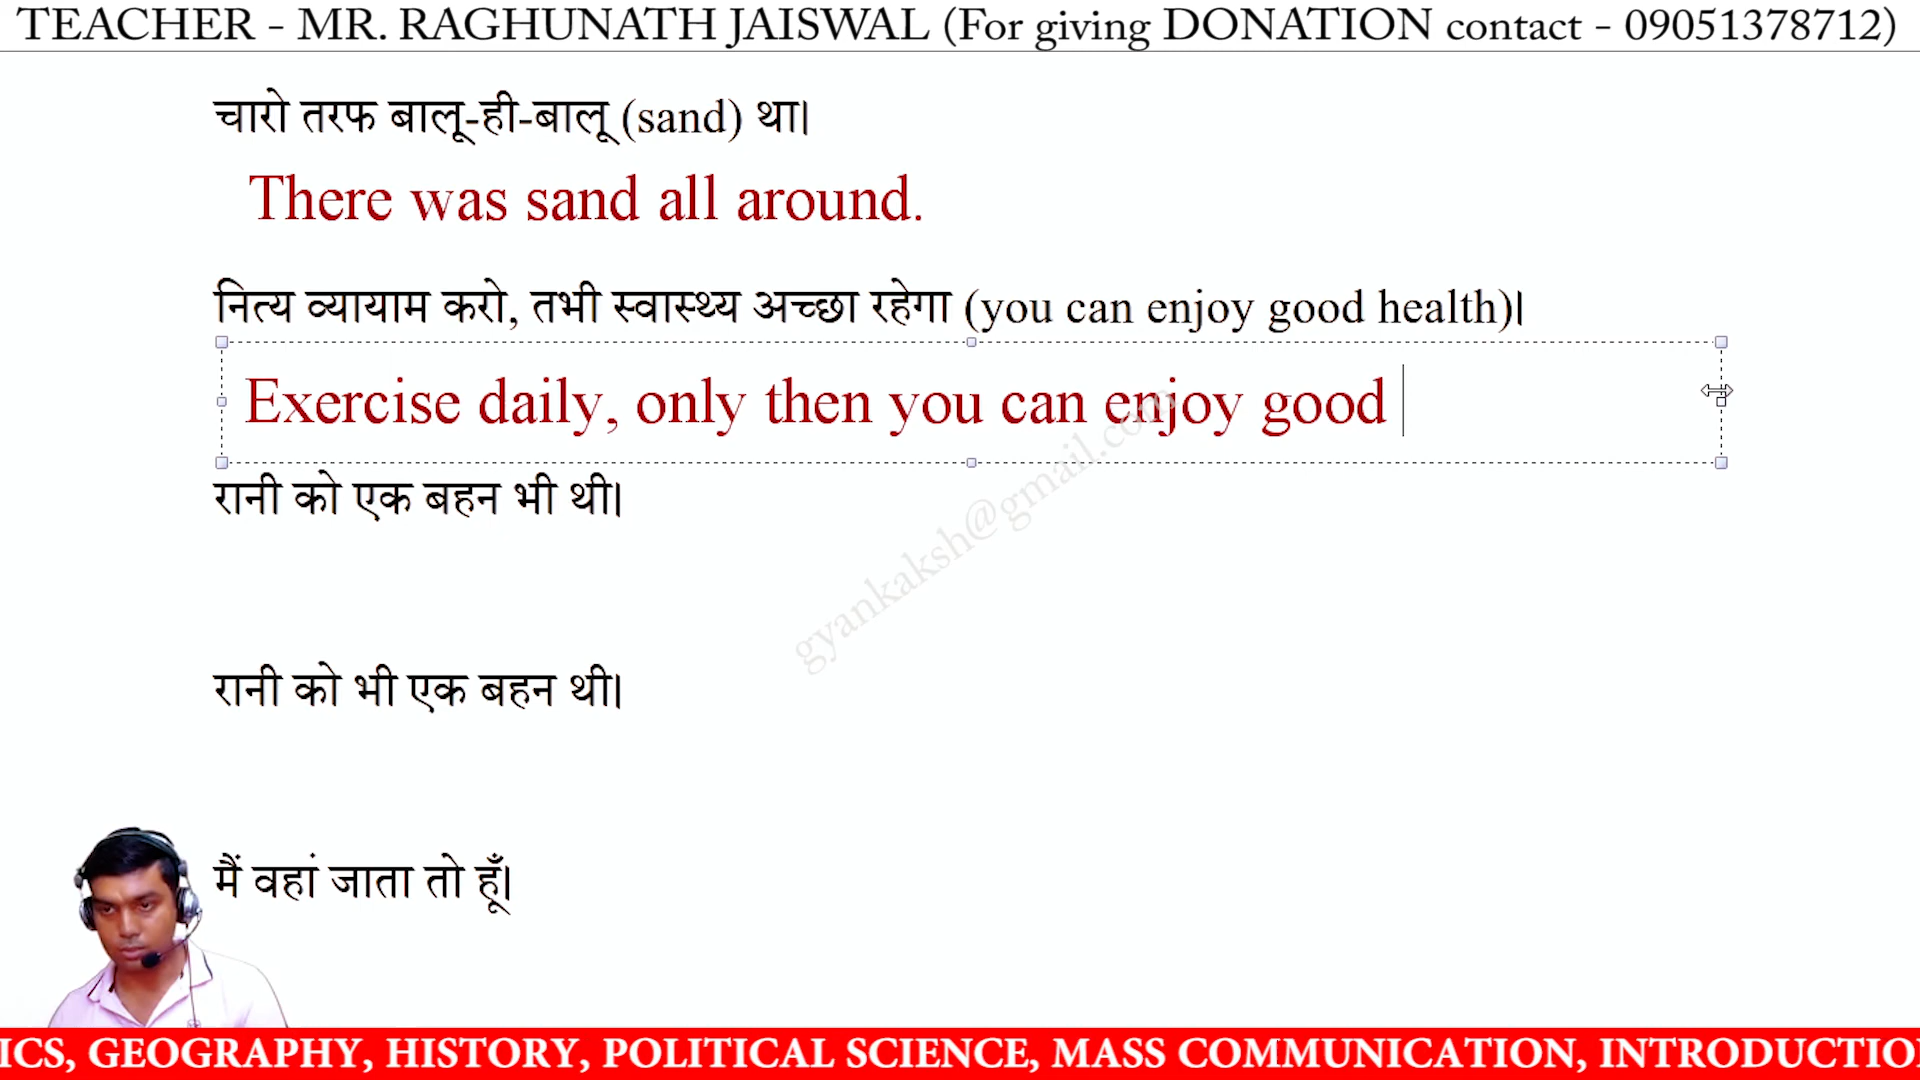 TEACHER - MR. RAGHUNATH JAISWAL (For giving DONATION contact - 09051378712)
चारो तरफ बालू-ही-बालू (sand) था।
There was sand all around.
नित्य व्यायाम करो, तभी स्वास्थ्य अच्छा रहेगा (you can enjoy good health)।
Exercise daily, only then you can enjoy good
रानी को एक बहन भी थी।
gyankaksh@gmail.com
रानी को भी एक बहन थी।
मैं वहां जाता तो हूँ।
ICS, GEOGRAPHY, HISTORY, POLITICAL SCIENCE, MASS COMMUNICATION, INTRODUCTIO